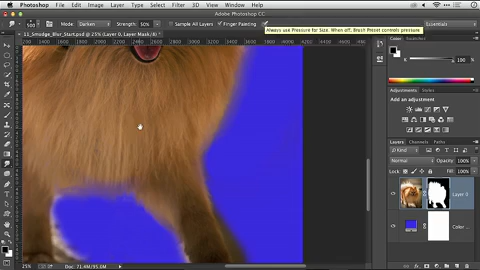 Photoshop File Edit Image Layer Type Select Filter 3D View Window Help
Adobe Photoshop CC
500 Mode: Darken Strength: 50% Sample All Layers Finger Painting Essentials
Always use Pressure for Size. When off, Brush Preset controls pressure
11_Smudge_Blur_Start.psd @ 25% (Layer 0, Layer Mask/8)
Color Swatches
K 100 %
Adjustments Styles
Add an adjustment
Layers Channels Paths
Kind
Normal Opacity: 100%
Lock: Fill: 100%
Layer 0
Color ...
25% Doc: 71.4M/95.0M